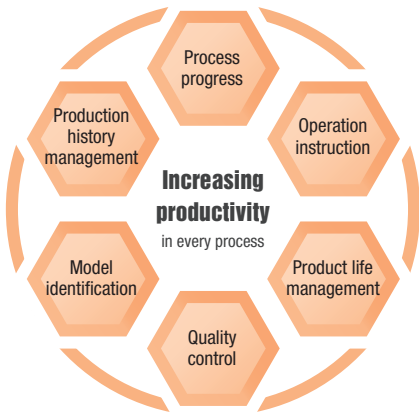 Process
progress
Production
history
management
Operation
instruction
Increasing
productivity
in every process
Model
identification
Product life
management
Quality
control